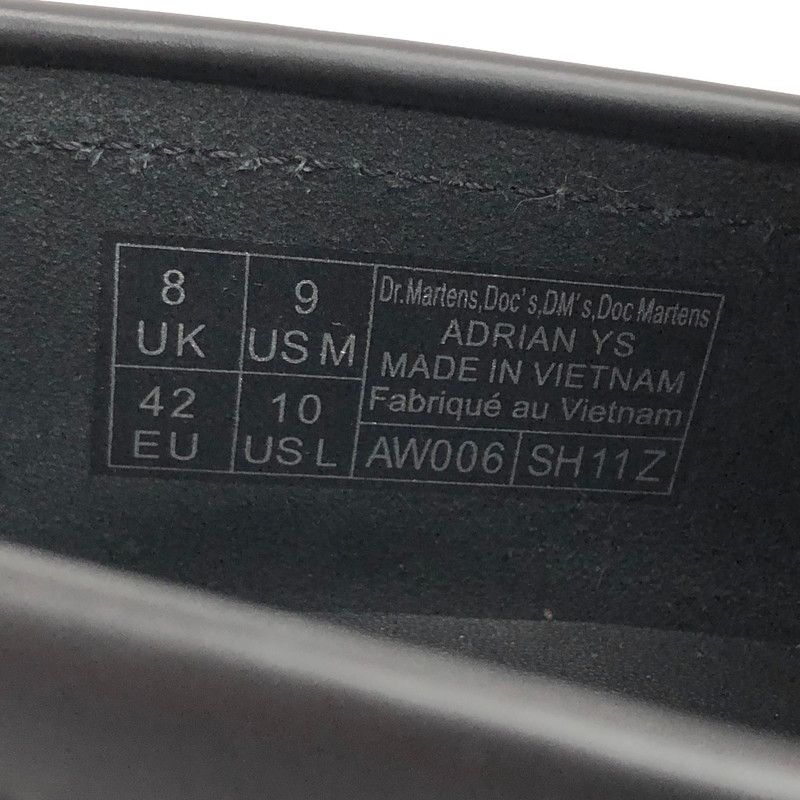 8
UK
9
US M
42
EU
10
US L
Dr.Martens,Doc's,DM's,Doc Martens
ADRIAN YS
MADE IN VIETNAM
Fabriqué au Vietnam
AW006
SH11Z